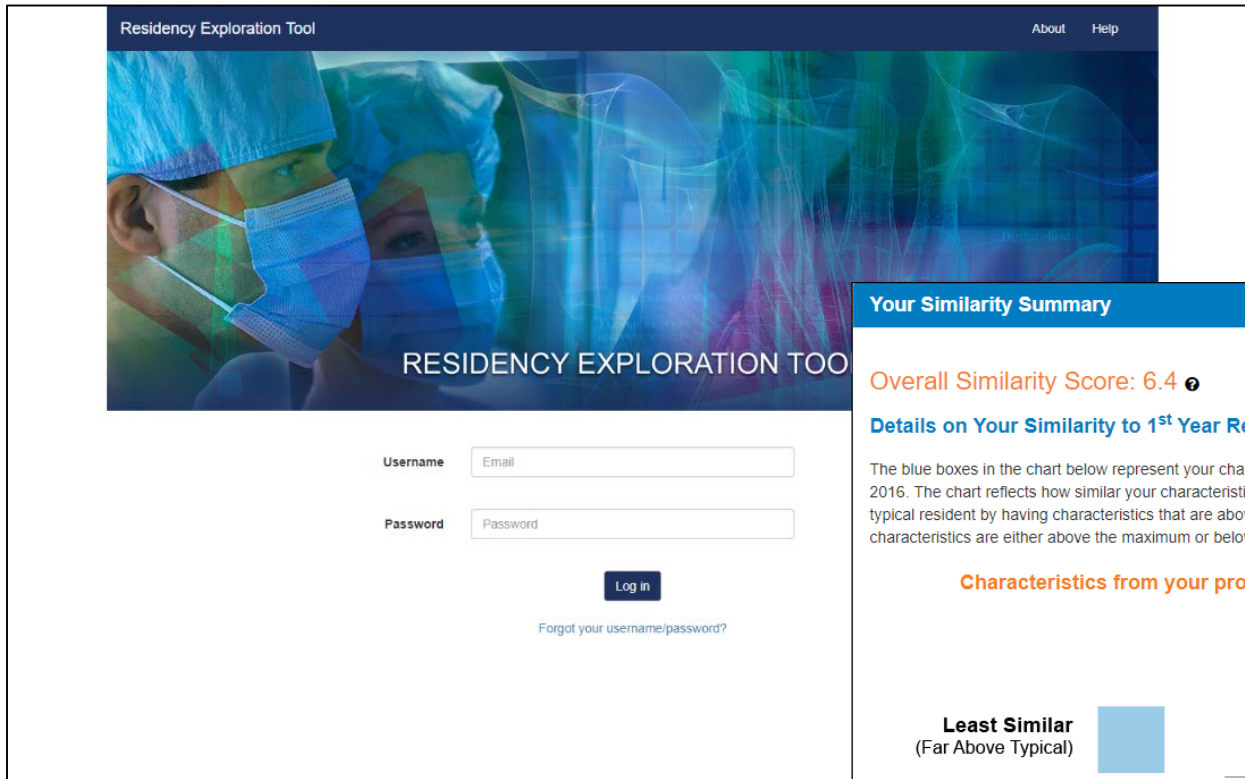 Residency Exploration Tool
About Help
RESIDENCY EXPLORATION TOO
Username Email
Password Password
Log in
Forgot your username/password?
Your Similarity Summary
Overall Similarity Score: 6.4
Details on Your Similarity to 1st Year Re
The blue boxes in the chart below represent your cha
2016. The chart reflects how similar your characteristi
typical resident by having characteristics that are abov
characteristics are either above the maximum or belov
Characteristics from your pro
Least Similar
(Far Above Typical)